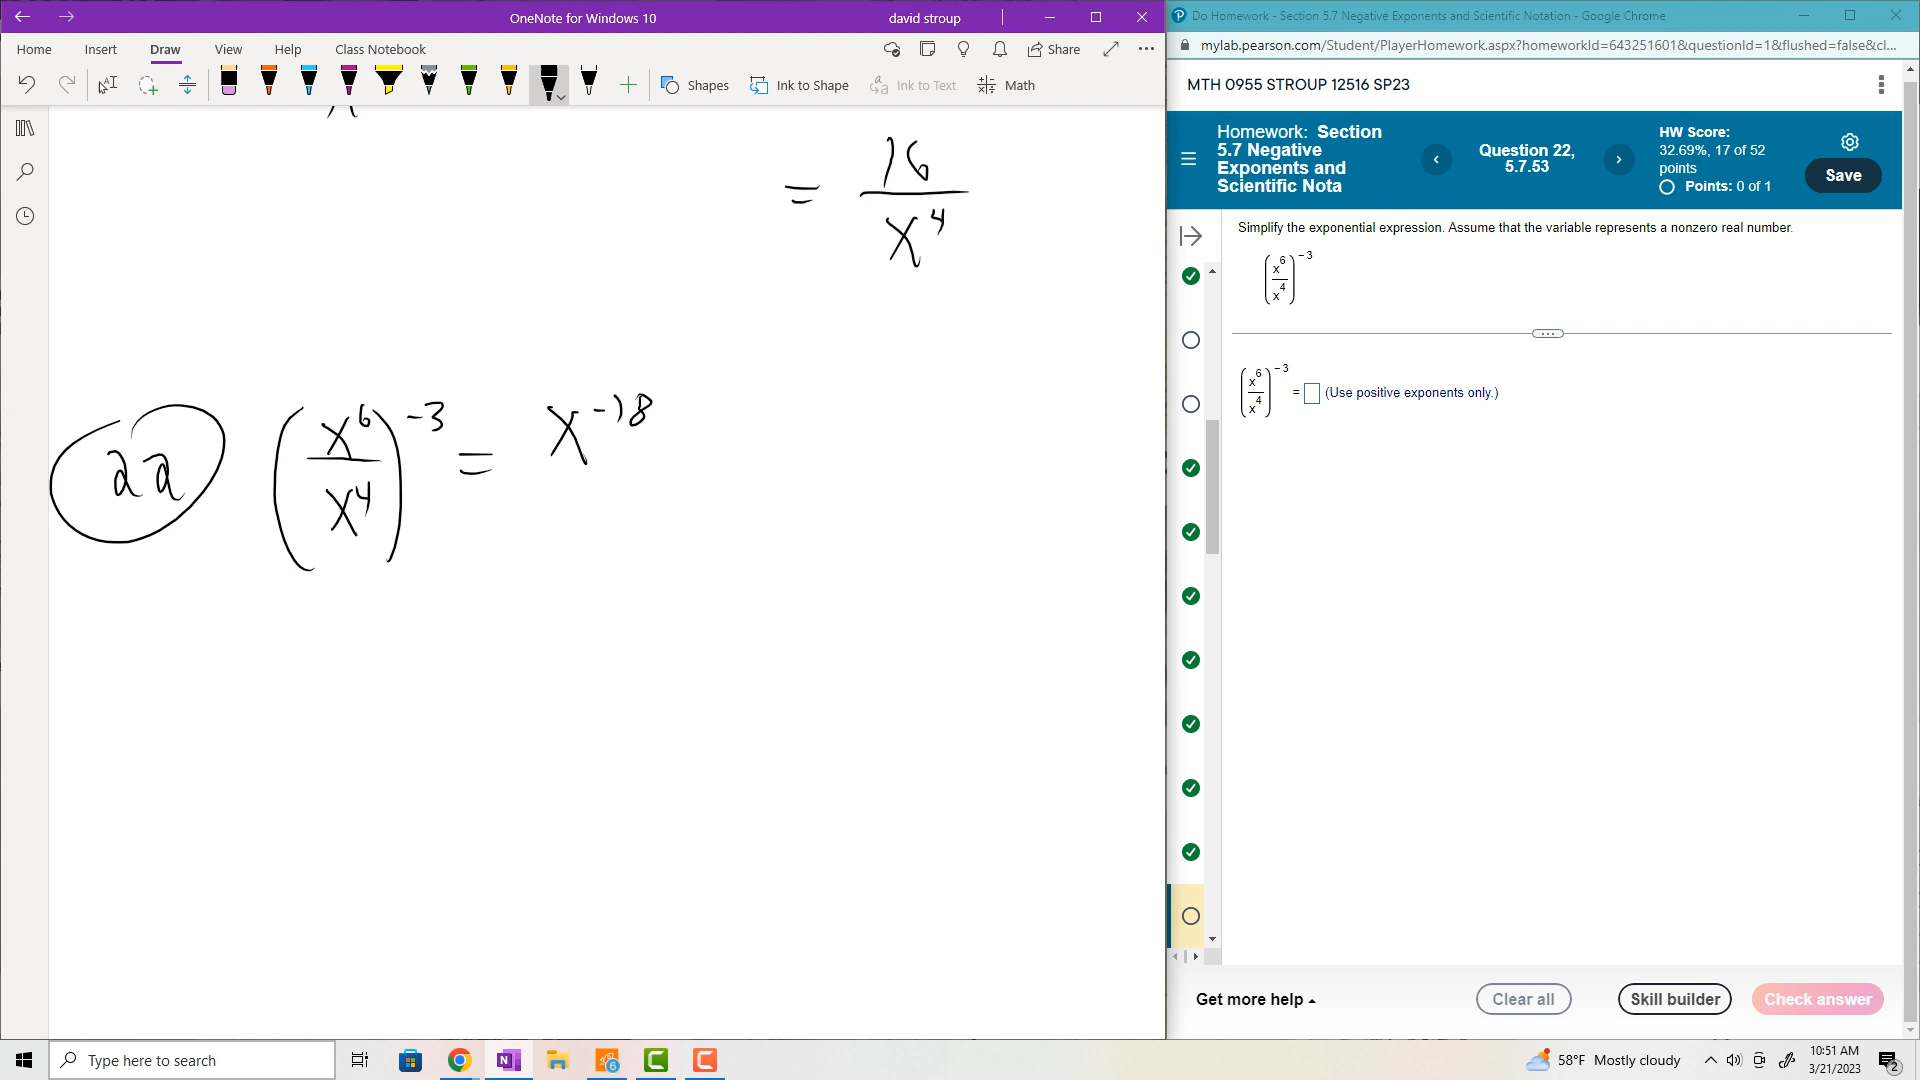 OneNote for Windows 10
david stroup
Home Insert Draw View Help Class Notebook
Share
Shapes Ink to Shape Ink to Text Math
x
= 16 / x^4
22 (x^6 / x^4)^-3 = x^-18
Do Homework - Section 5.7 Negative Exponents and Scientific Notation - Google Chrome
mylab.pearson.com/Student/PlayerHomework.aspx?homeworkId=643251601&questionId=1&flushed=false&cl...
MTH 0955 STROUP 12516 SP23
Homework: Section
5.7 Negative
Exponents and
Scientific Nota
Question 22,
5.7.53
HW Score:
32.69%, 17 of 52
points
Points: 0 of 1
Save
Simplify the exponential expression. Assume that the variable represents a nonzero real number.
(x^6 / x^4)^-3
(x^6 / x^4)^-3 = (Use positive exponents only.)
Get more help
Clear all
Skill builder
Check answer
Type here to search
6
58°F Mostly cloudy
10:51 AM
3/21/2023
2